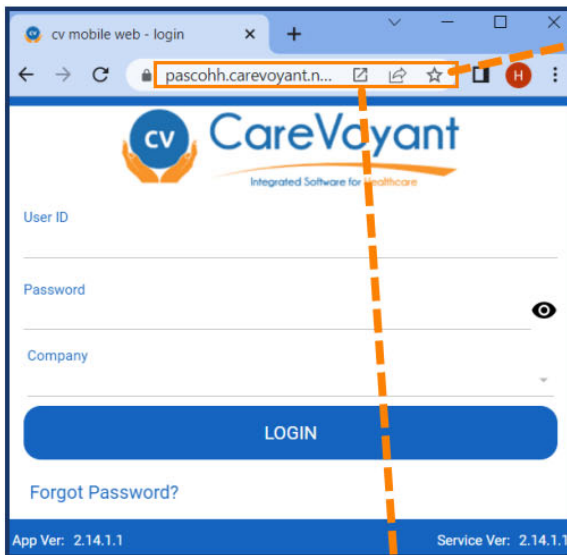 cv mobile web - login
pascohh.carevoyant.n...
H
CV CareVoyant
Integrated Software for Healthcare
User ID
Password
Company
LOGIN
Forgot Password?
App Ver: 2.14.1.1 Service Ver: 2.14.1.1